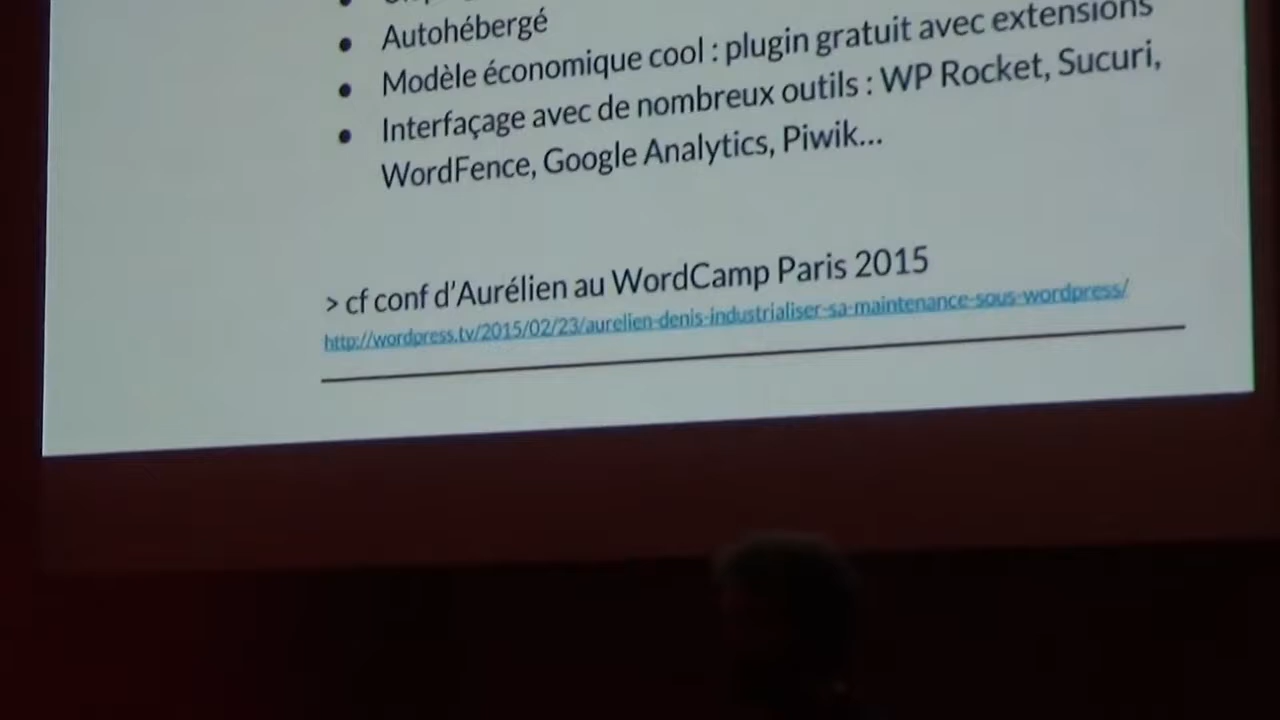 Autohébergé
Modèle économique cool : plugin gratuit avec extensions
Interfaçage avec de nombreux outils : WP Rocket, Sucuri,
WordFence, Google Analytics, Piwik...
> cf conf d'Aurélien au WordCamp Paris 2015
http://wordpress.tv/2015/02/23/aurelien-denis-industrialiser-sa-maintenance-sous-wordpress/